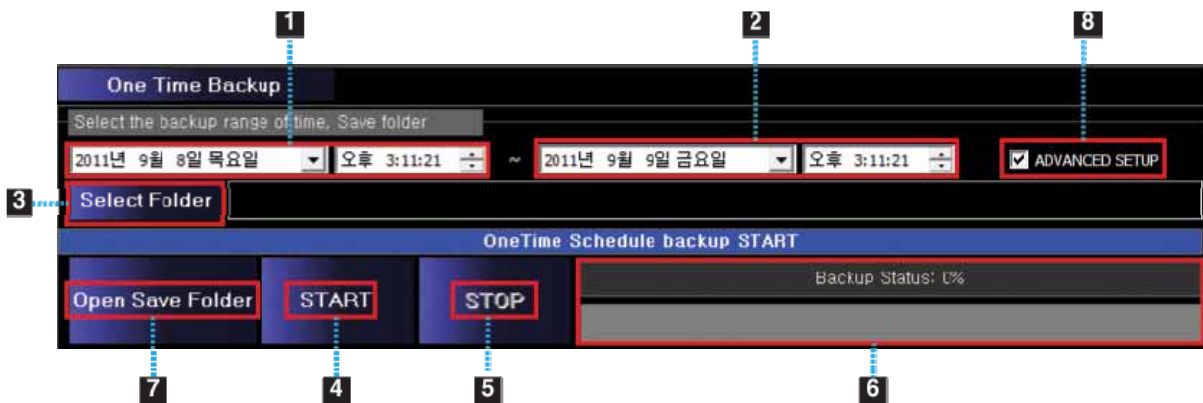 1 2 8
One Time Backup
Select the backup range of time, Save folder
2011년 9월 8일 목요일 오후 3:11:21 ~ 2011년 9월 9일 금요일 오후 3:11:21 ADVANCED SETUP
3 Select Folder
OneTime Schedule backup START
Backup Status: 0%
Open Save Folder START STOP
7 4 5 6